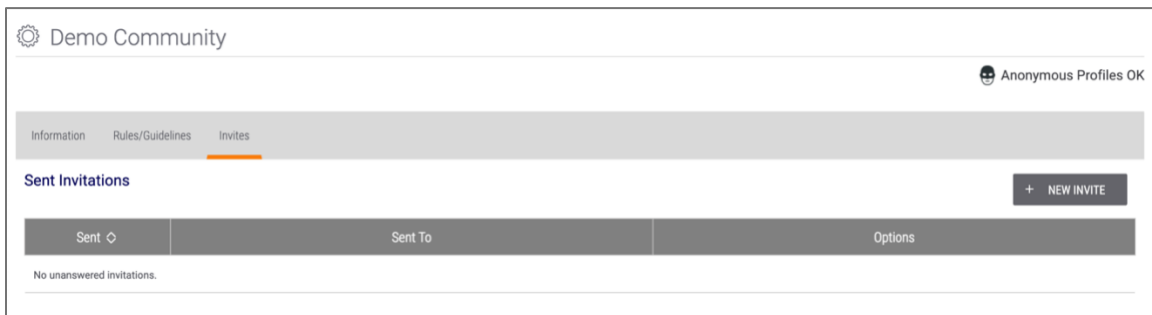 Demo Community
Anonymous Profiles OK
Information Rules/Guidelines Invites
Sent Invitations
+ NEW INVITE
Sent Sent To Options
No unanswered invitations.